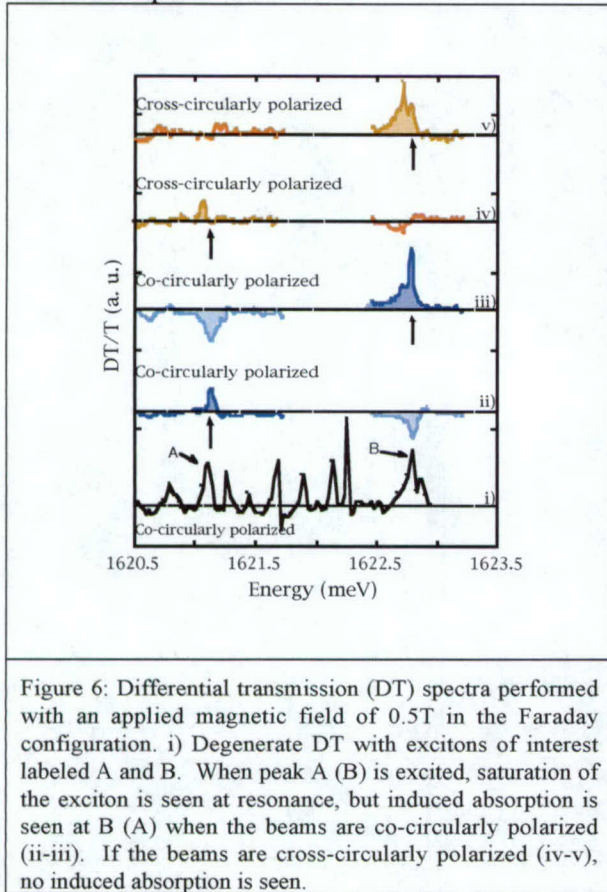 Cross-circularly polarized
v)
Cross-circularly polarized
iv)
Co-circularly polarized
iii)
DT/T (a. u.)
Co-circularly polarized
ii)
A
B
i)
Co-circularly polarized
1620.5 1621.5 1622.5 1623.5
Energy (meV)
Figure 6: Differential transmission (DT) spectra performed
with an applied magnetic field of 0.5T in the Faraday
configuration. i) Degenerate DT with excitons of interest
labeled A and B. When peak A (B) is excited, saturation of
the exciton is seen at resonance, but induced absorption is
seen at B (A) when the beams are co-circularly polarized
(ii-iii). If the beams are cross-circularly polarized (iv-v),
no induced absorption is seen.